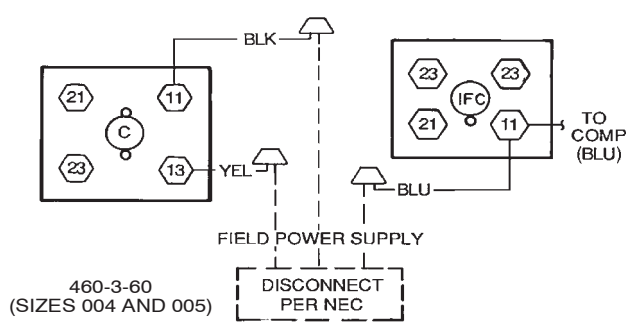 BLK
21
11
C
23
13
YEL
23
23
IFC
21
11
TO
COMP
(BLU)
BLU
FIELD POWER SUPPLY
DISCONNECT
PER NEC
460-3-60
(SIZES 004 AND 005)